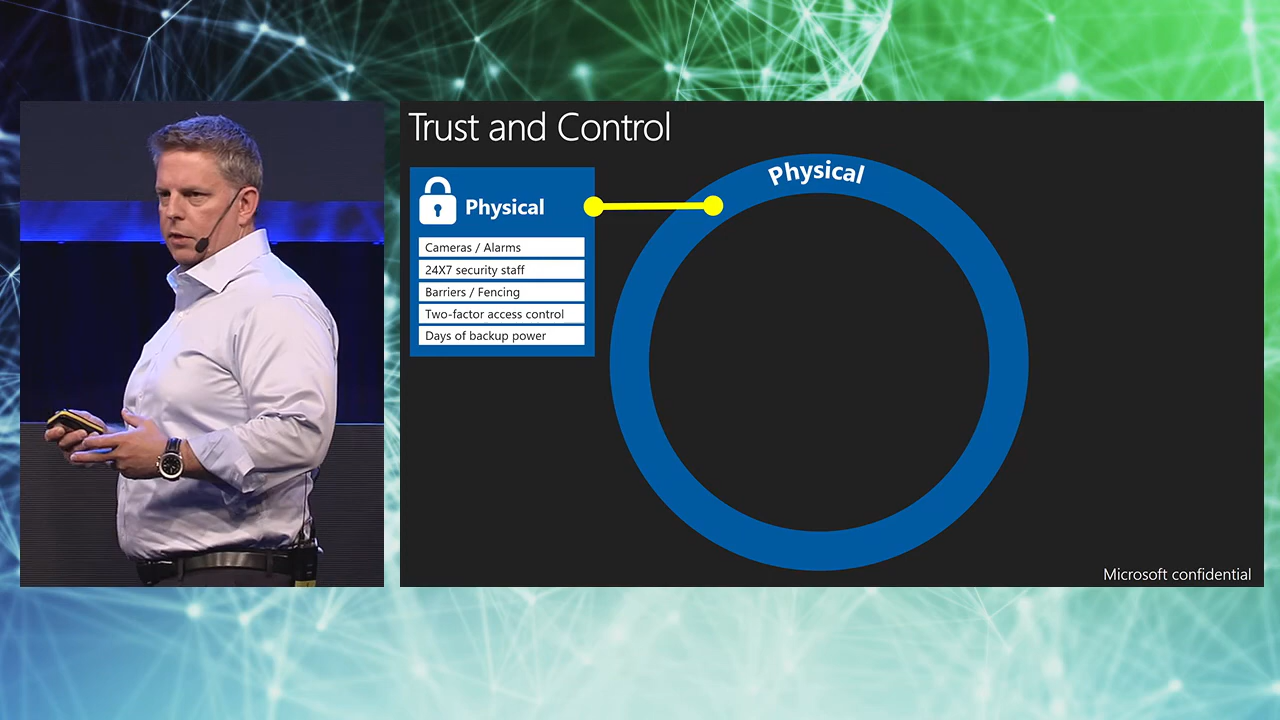 Trust and Control
Physical
Cameras / Alarms
24X7 security staff
Barriers / Fencing
Two-factor access control
Days of backup power
Physical
Microsoft confidential